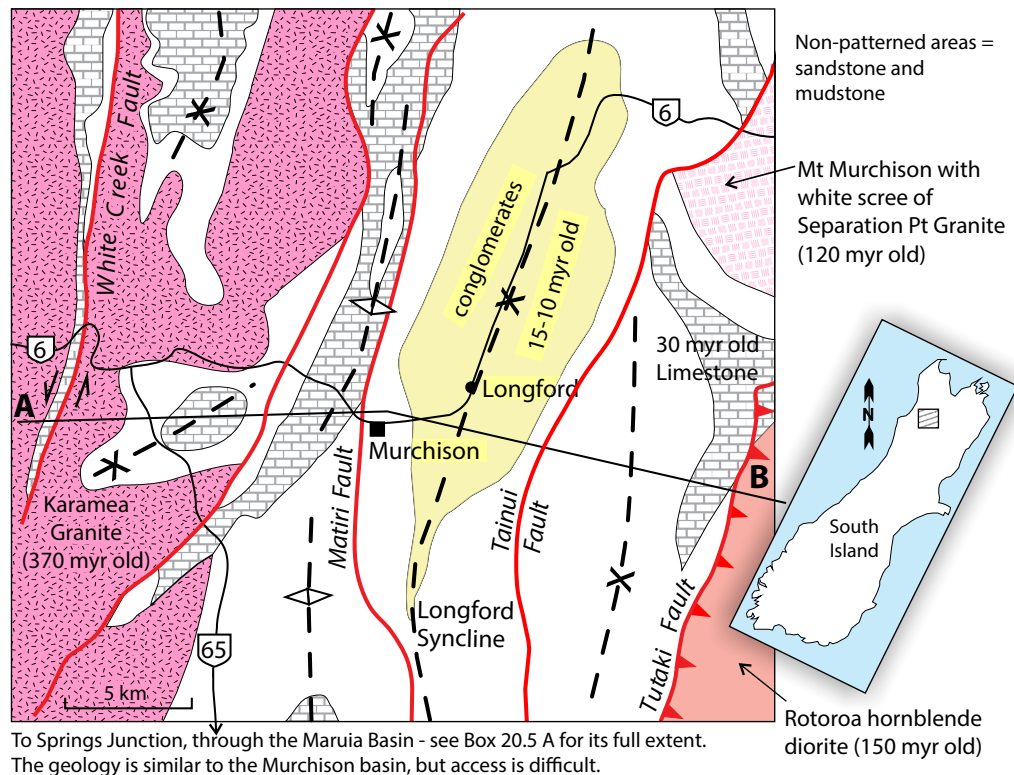 Non-patterned areas =
sandstone and
mudstone
White Creek Fault
6
conglomerates
15-10 myr old
Mt Murchison with
white scree of
Separation Pt Granite
(120 myr old)
6
30 myr old
Limestone
A
Longford
N
Murchison
B
Karamea
Granite
(370 myr old)
Matiri Fault
Tainui
Fault
South
Island
Longford
Syncline
Tutaki Fault
65
5 km
Rotoroa hornblende
diorite (150 myr old)
To Springs Junction, through the Maruia Basin - see Box 20.5 A for its full extent.
The geology is similar to the Murchison basin, but access is difficult.